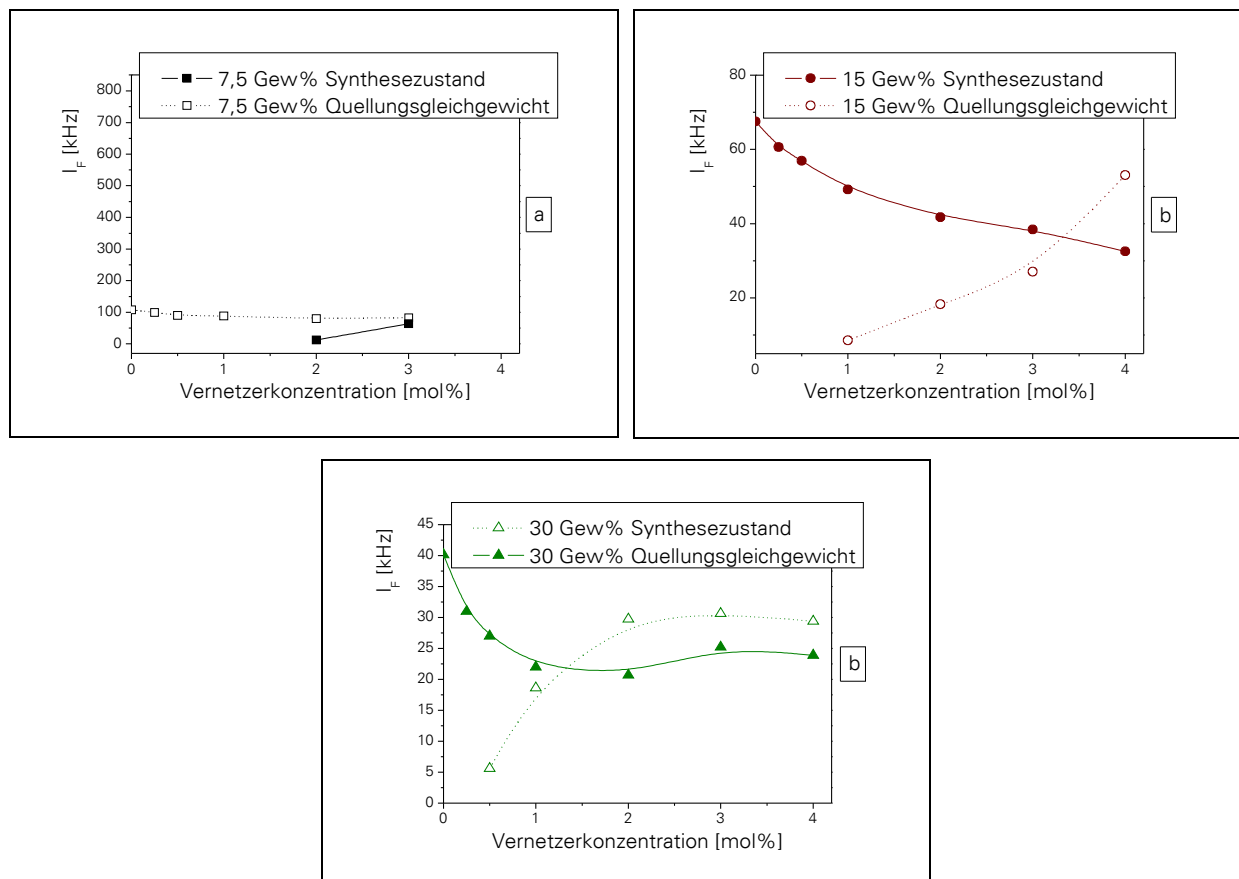 7,5 Gew% Synthesezustand
7,5 Gew% Quellungsgleichgewicht
800
700
600
500
400
300
200
100
0
I_F [kHz]
0 1 2 3 4
Vernetzerkonzentration [mol%]
a
15 Gew% Synthesezustand
15 Gew% Quellungsgleichgewicht
80
60
40
20
I_F [kHz]
0 1 2 3 4
Vernetzerkonzentration [mol%]
b
30 Gew% Synthesezustand
30 Gew% Quellungsgleichgewicht
45
40
35
30
25
20
15
10
5
0
I_F [kHz]
0 1 2 3 4
Vernetzerkonzentration [mol%]
b